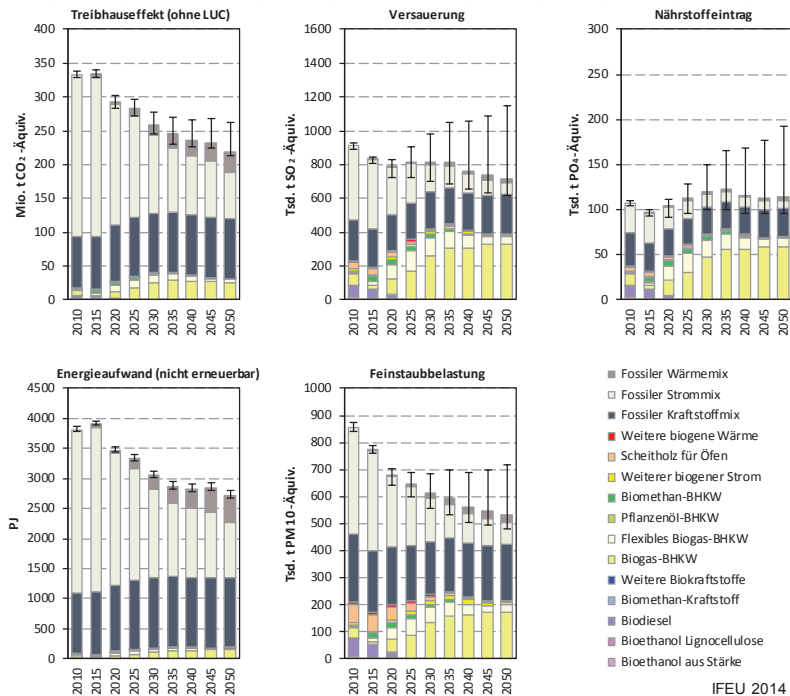 Treibhauseffekt (ohne LUC)
Mio. t CO2-Äquiv.
400
350
300
250
200
150
100
50
0
2010 2015 2020 2025 2030 2035 2040 2045 2050
Versauerung
Tsd. t SO2-Äquiv.
1600
1400
1200
1000
800
600
400
200
0
2010 2015 2020 2025 2030 2035 2040 2045 2050
Nährstoffeintrag
Tsd. t PO4-Äquiv.
300
250
200
150
100
50
0
2010 2015 2020 2025 2030 2035 2040 2045 2050
Energieaufwand (nicht erneuerbar)
PJ
4500
4000
3500
3000
2500
2000
1500
1000
500
0
2010 2015 2020 2025 2030 2035 2040 2045 2050
Feinstaubbelastung
Tsd. t PM10-Äquiv.
1000
900
800
700
600
500
400
300
200
100
0
2010 2015 2020 2025 2030 2035 2040 2045 2050
Fossiler Wärmemix
Fossiler Strommix
Fossiler Kraftstoffmix
Weitere biogene Wärme
Scheitholz für Öfen
Weiterer biogener Strom
Biomethan-BHKW
Pflanzenöl-BHKW
Flexibles Biogas-BHKW
Biogas-BHKW
Weitere Biokraftstoffe
Biomethan-Kraftstoff
Biodiesel
Bioethanol Lignocellulose
Bioethanol aus Stärke
IFEU 2014